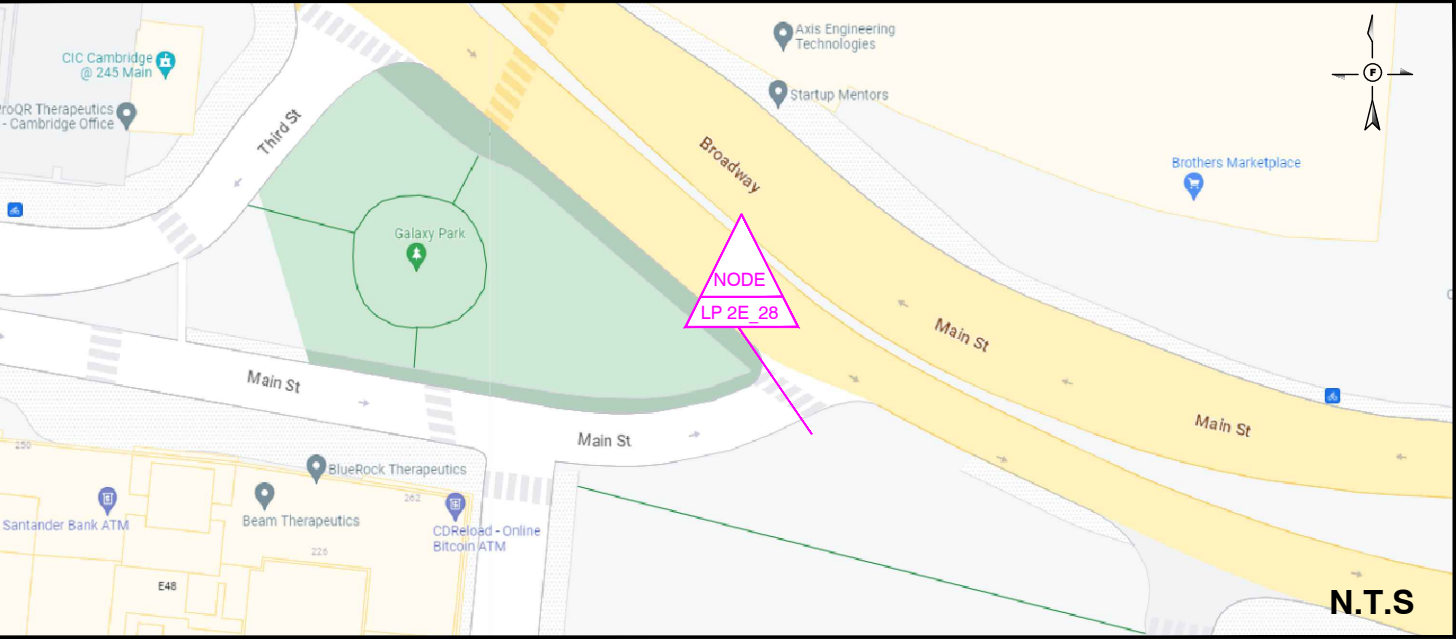 Axis Engineering
Technologies
CIC Cambridge
@ 245 Main
F
Startup Mentors
roQR Therapeutics
- Cambridge Office
Third St
Broadway
Brothers Marketplace
Galaxy Park
NODE
LP 2E_28
Main St
Main St
Main St
Main St
250
BlueRock Therapeutics
262
Santander Bank ATM
Beam Therapeutics
CDReload - Online
Bitcoin ATM
226
E48
N.T.S